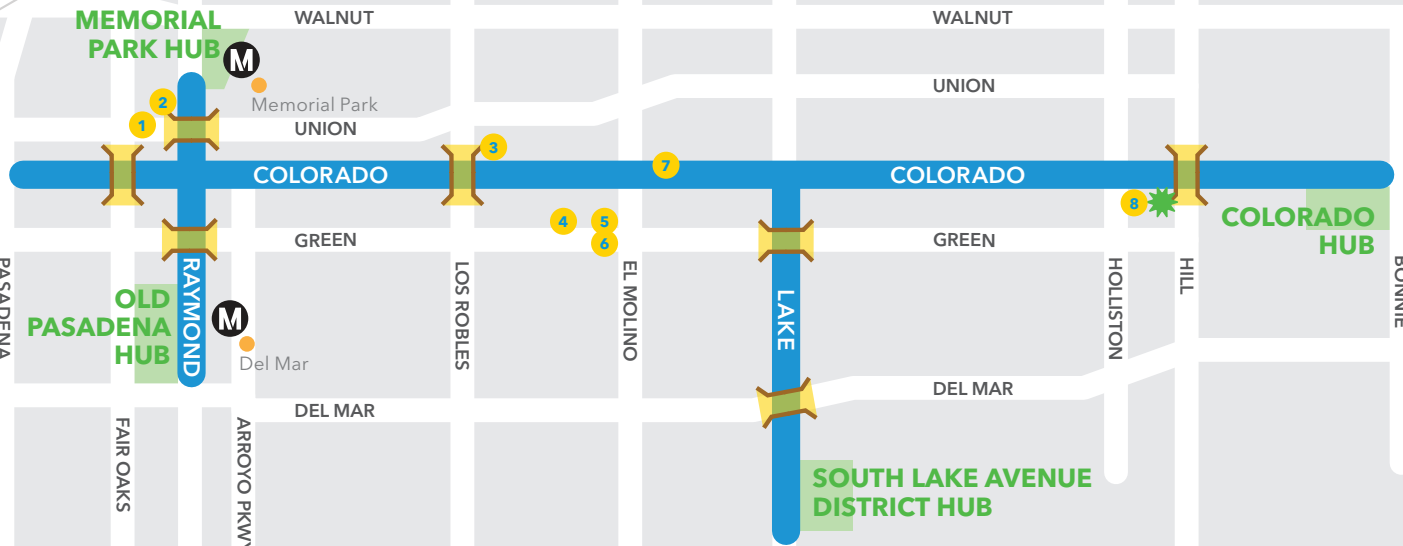 WALNUT
WALNUT
MEMORIAL
PARK HUB
M
UNION
2
Memorial Park
1
UNION
3
7
COLORADO
COLORADO
8
4
5
COLORADO
HUB
GREEN
6
GREEN
PASADENA
RAYMOND
LOS ROBLES
EL MOLINO
LAKE
HOLLISTON
HILL
BONNIE
OLD
PASADENA
HUB
M
Del Mar
DEL MAR
DEL MAR
FAIR OAKS
ARROYO PKWY
SOUTH LAKE AVENUE
DISTRICT HUB